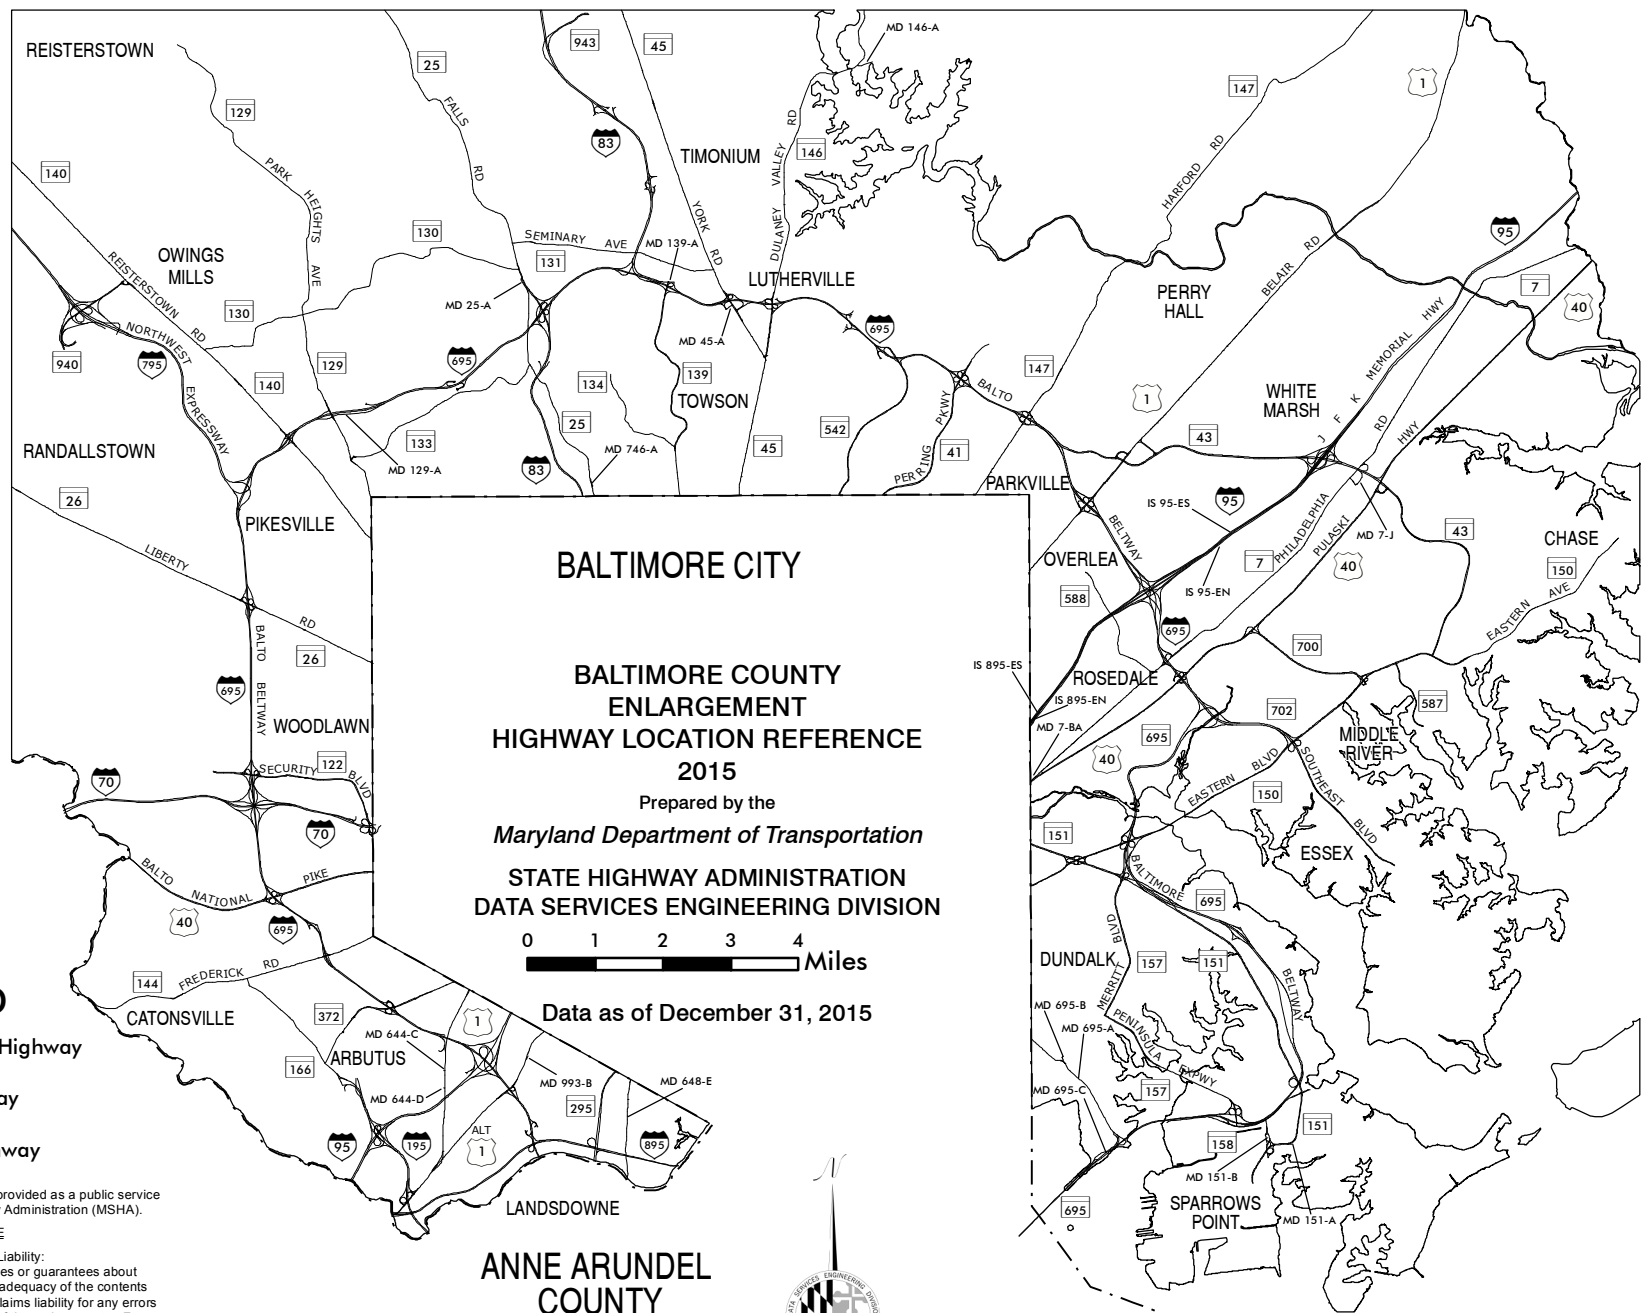 REISTERSTOWN
943
45
MD 146-A
25
147
1
129
FALLS
RD
83
TIMONIUM
DULANEY VALLEY RD
146
HARFORD RD
140
PARK HEIGHTS AVE
YORK RD
130
SEMINARY AVE
MD 139-A
95
OWINGS
MILLS
131
LUTHERVILLE
BELAIR RD
REISTERSTOWN RD
PERRY
HALL
7
40
MD 25-A
130
NORTHWEST EXPRESSWAY
MD 45-A
695
J F K MEMORIAL HWY
940
795
695
140
129
134
139
147
BALTO
1
WHITE
MARSH
TOWSON
RD
HWY
RANDALLSTOWN
133
25
45
542
PERRING PKWY
41
43
MD 129-A
83
MD 746-A
PARKVILLE
26
IS 95-ES
95
PIKESVILLE
BELTWAY
PHILADELPHIA
PULASKI
MD 7-J
43
CHASE
LIBERTY
RD
BALTIMORE CITY
OVERLEA
7
40
150
588
IS 95-EN
EASTERN AVE
695
BALTO BELTWAY
26
700
695
BALTIMORE COUNTY
ENLARGEMENT
HIGHWAY LOCATION REFERENCE
2015
Prepared by the
Maryland Department of Transportation
STATE HIGHWAY ADMINISTRATION
DATA SERVICES ENGINEERING DIVISION
0 1 2 3 4
Miles
Data as of December 31, 2015
IS 895-ES
ROSEDALE
IS 895-EN
MD 7-BA
702
587
WOODLAWN
695
MIDDLE
RIVER
40
SECURITY BLVD
122
EASTERN BLVD
SOUTHEAST BLVD
150
70
70
151
ESSEX
BALTO NATIONAL PIKE
BALTIMORE
695
40
695
MERRITT BLVD
DUNDALK
157
151
BELTWAY
144
FREDERICK RD
CATONSVILLE
372
MD 644-C
1
MD 695-B
MD 695-A
PENINSULA EXPWY
Highway
ARBUTUS
166
MD 993-B
MD 648-E
MD 695-C
157
MD 644-D
295
ALT
1
95
195
895
158
151
MD 151-B
provided as a public service
Administration (MSHA).
LANDSDOWNE
N
695
SPARROWS
POINT
MD 151-A
Liability:
es or guarantees about
adequacy of the contents
laims liability for any errors
ANNE ARUNDEL
COUNTY
DATA SERVICES ENGINEERING DIVISION